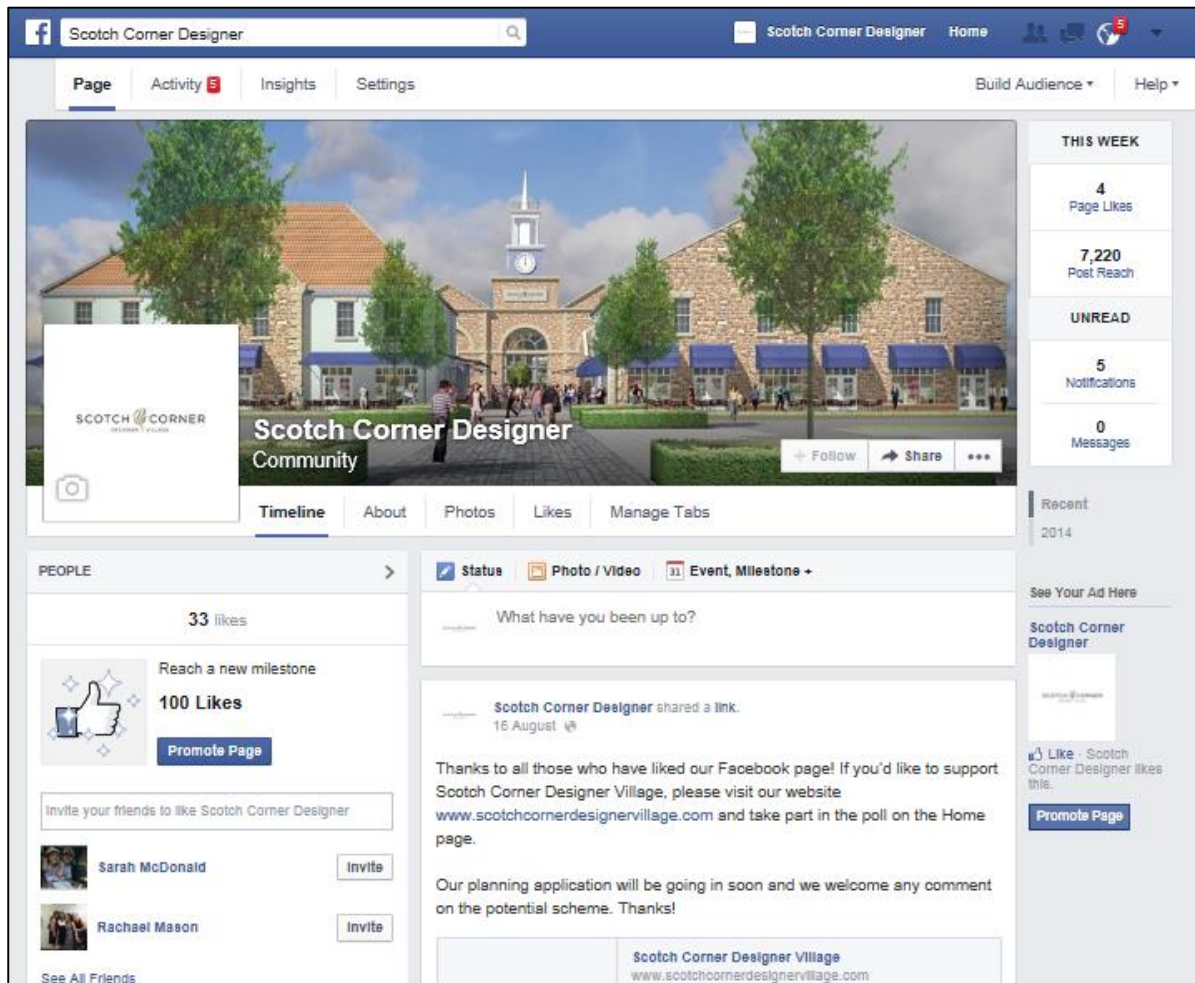 Scotch Corner Designer
Scotch Corner Designer Home 5
Page Activity 5 Insights Settings Build Audience Help
SCOTCH CORNER
DESIGNER VILLAGE
Scotch Corner Designer
Community
+ Follow Share •••
Timeline About Photos Likes Manage Tabs
THIS WEEK
4
Page Likes
7,220
Post Reach
UNREAD
5
Notifications
0
Messages
Recent
2014
PEOPLE >
33 likes
Reach a new milestone
100 Likes
Promote Page
Invite your friends to like Scotch Corner Designer
Sarah McDonald Invite
Rachael Mason Invite
See All Friends
Status Photo / Video 31 Event, Milestone +
What have you been up to?
Scotch Corner Designer shared a link.
16 August
Thanks to all those who have liked our Facebook page! If you'd like to support
Scotch Corner Designer Village, please visit our website
www.scotchcornerdesignervillage.com and take part in the poll on the Home
page.
Our planning application will be going in soon and we welcome any comment
on the potential scheme. Thanks!
Scotch Corner Designer Village
www.scotchcornerdesignervillage.com
See Your Ad Here
Scotch Corner
Designer
SCOTCH CORNER
Like · Scotch
Corner Designer likes
this.
Promote Page